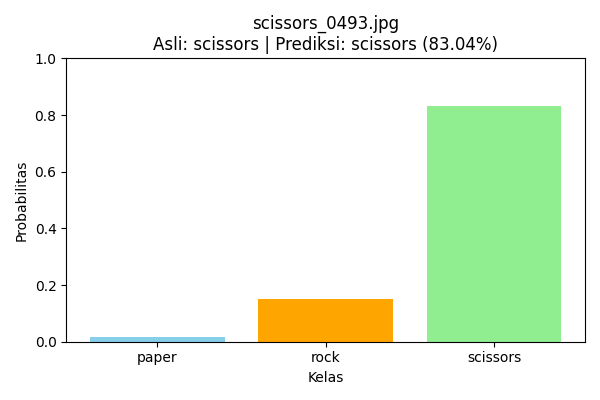 scissors_0493.jpg
Asli: scissors | Prediksi: scissors (83.04%)
1.0
0.8
0.6
0.4
0.2
0.0
Probabilitas
paper
rock
scissors
Kelas